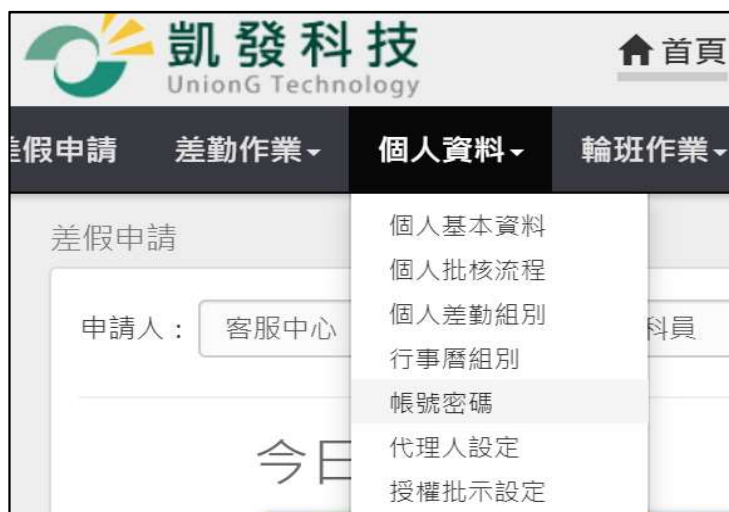 凱發科技
UnionG Technology
首頁
假申請 差勤作業 個人資料 輪班作業
差假申請
個人基本資料
個人批核流程
個人差勤組別
行事曆組別
帳號密碼
代理人設定
授權批示設定
申請人： 客服中心 科員
今日